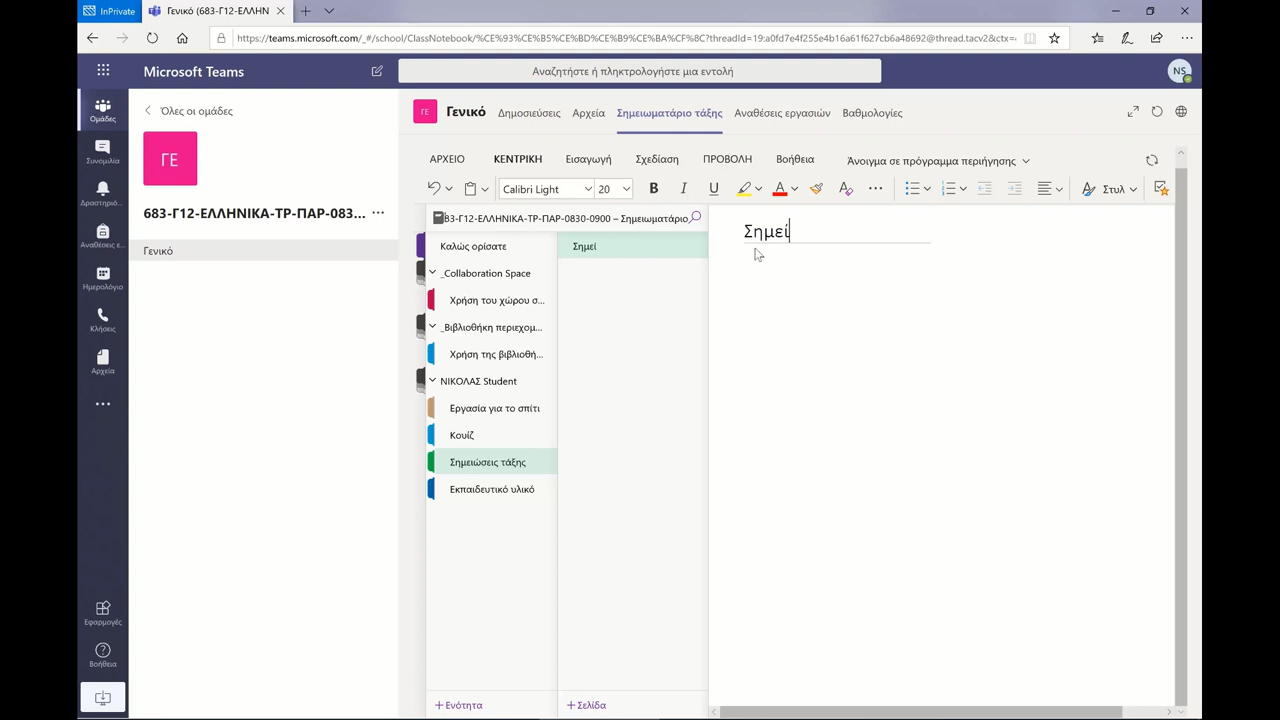 InPrivate
Γενικό (683-Γ12-ΕΛΛΗΝ
https://teams.microsoft.com/_#/school/ClassNotebook/%CE%93%CE%B5%CE%BD%CE%B9%CE%BA%CF%8C?threadId=19:a0fd7e4f255e4b16a61f627cb6a48692@thread.tacv2&ctx=
Microsoft Teams
Αναζητήστε ή πληκτρολογήστε μια εντολή
NS
Ομάδες
Συνομιλία
Δραστηριό...
Αναθέσεις ε...
Ημερολόγιο
Κλήσεις
Αρχεία
Εφαρμογές
Βοήθεια
Όλες οι ομάδες
ΓΕ
683-Γ12-ΕΛΛΗΝΙΚΑ-ΤΡ-ΠΑΡ-083...
Γενικό
ΓΕ
Γενικό
Δημοσιεύσεις
Αρχεία
Σημειωματάριο τάξης
Αναθέσεις εργασιών
Βαθμολογίες
ΑΡΧΕΙΟ
ΚΕΝΤΡΙΚΗ
Εισαγωγή
Σχεδίαση
ΠΡΟΒΟΛΗ
Βοήθεια
Άνοιγμα σε πρόγραμμα περιήγησης
Calibri Light
20
B
I
U
A
A
Στυλ
83-Γ12-ΕΛΛΗΝΙΚΑ-ΤΡ-ΠΑΡ-0830-0900 – Σημειωματάριο
Καλώς ορίσατε
_Collaboration Space
Χρήση του χώρου σ...
_Βιβλιοθήκη περιεχομ...
Χρήση της βιβλιοθή...
ΝΙΚΟΛΑΣ Student
Εργασία για το σπίτι
Κουίζ
Σημειώσεις τάξης
Εκπαιδευτικό υλικό
+ Ενότητα
Σημεί
+ Σελίδα
Σημεί